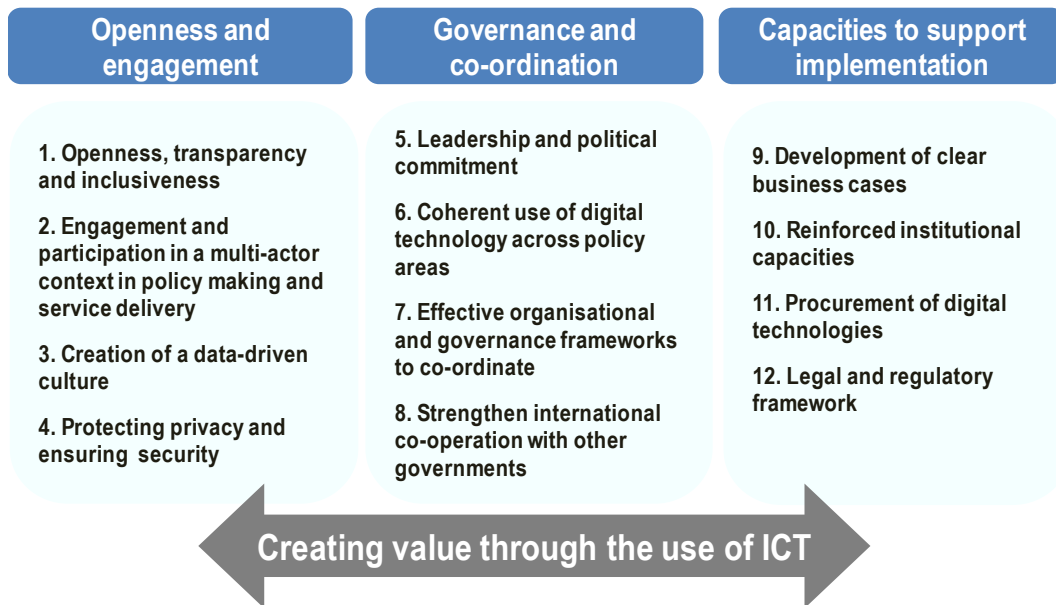 Openness and
engagement
1. Openness, transparency
and inclusiveness
2. Engagement and
participation in a multi-actor
context in policy making and
service delivery
3. Creation of a data-driven
culture
4. Protecting privacy and
ensuring security
Governance and
co-ordination
5. Leadership and political
commitment
6. Coherent use of digital
technology across policy
areas
7. Effective organisational
and governance frameworks
to co-ordinate
8. Strengthen international
co-operation with other
governments
Capacities to support
implementation
9. Development of clear
business cases
10. Reinforced institutional
capacities
11. Procurement of digital
technologies
12. Legal and regulatory
framework
Creating value through the use of ICT